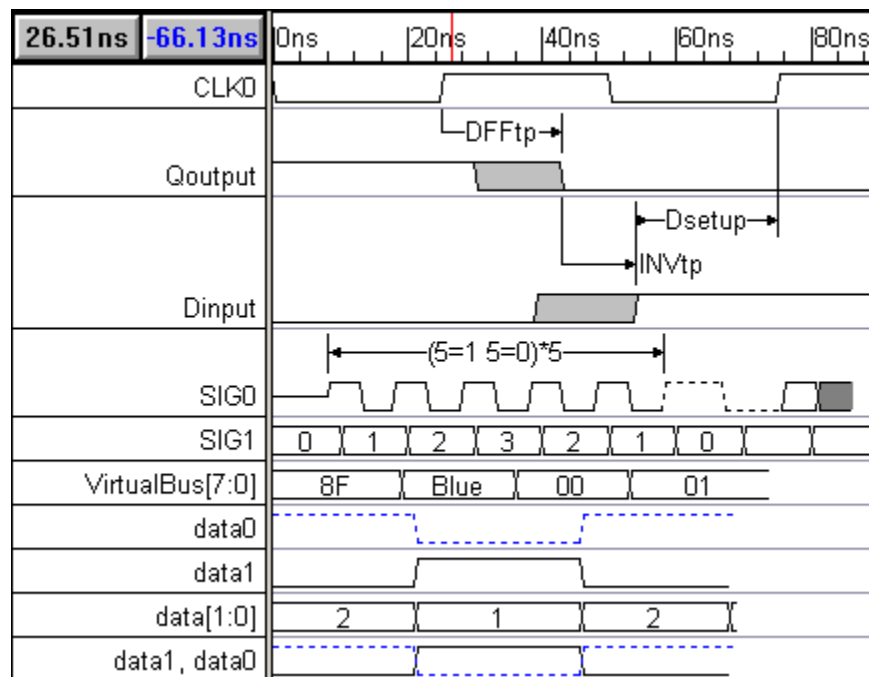 26.51ns -66.13ns 0ns 20ns 40ns 60ns 80ns
CLK0
DFFtp
Qoutput
Dsetup
INVtp
Dinput
(5=1 5=0)*5
SIG0
SIG1 0 1 2 3 2 1 0
VirtualBus[7:0] 8F Blue 00 01
data0
data1
data[1:0] 2 1 2
data1, data0